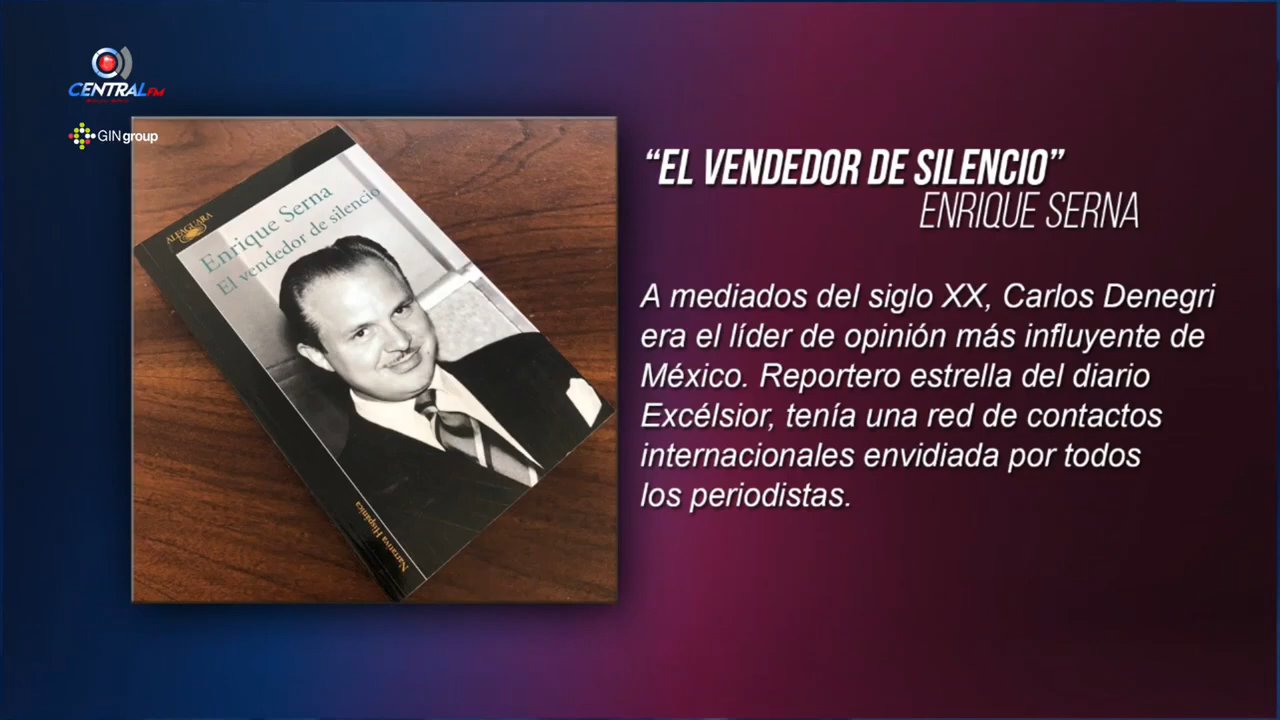 CENTRAL FM
GINgroup
ALFAGUARA
Enrique Serna
El vendedor de silencio
Narrativa Hispánica
“EL VENDEDOR DE SILENCIO”
ENRIQUE SERNA
A mediados del siglo XX, Carlos Denegri
era el líder de opinión más influyente de
México. Reportero estrella del diario
Excélsior, tenía una red de contactos
internacionales envidiada por todos
los periodistas.